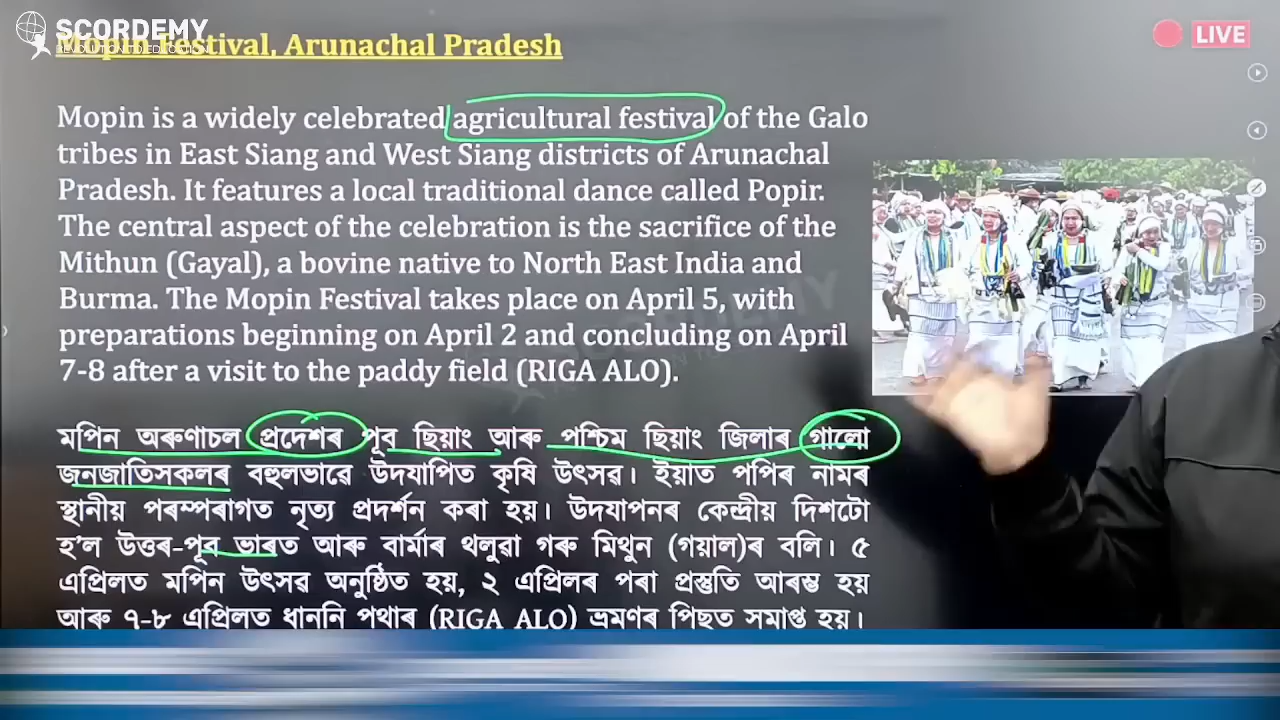 SCORDEMY
REVOLUTION TO EDUCATION
Mopin Festival, Arunachal Pradesh
LIVE
Mopin is a widely celebrated agricultural festival of the Galo
tribes in East Siang and West Siang districts of Arunachal
Pradesh. It features a local traditional dance called Popir.
The central aspect of the celebration is the sacrifice of the
Mithun (Gayal), a bovine native to North East India and
Burma. The Mopin Festival takes place on April 5, with
preparations beginning on April 2 and concluding on April
7-8 after a visit to the paddy field (RIGA ALO).
মপিন অৰুণাচল প্ৰদেশৰ পূব ছিয়াং আৰু পশ্চিম ছিয়াং জিলাৰ গালো
জনজাতিসকলৰ বহুলভাৱে উদযাপিত কৃষি উৎসৱ। ইয়াত পপিৰ নামৰ
স্থানীয় পৰম্পৰাগত নৃত্য প্ৰদৰ্শন কৰা হয়। উদযাপনৰ কেন্দ্ৰীয় দিশটো
হ'ল উত্তৰ-পূব ভাৰত আৰু বাৰ্মাৰ থলুৱা গৰু মিথুন (গয়াল)ৰ বলি। ৫
এপ্ৰিলত মপিন উৎসৱ অনুষ্ঠিত হয়, ২ এপ্ৰিলৰ পৰা প্ৰস্তুতি আৰম্ভ হয়
আৰু ৭-৮ এপ্ৰিলত ধাননি পথাৰ (RIGA ALO) ভ্ৰমণৰ পিছত সমাপ্ত হয়।